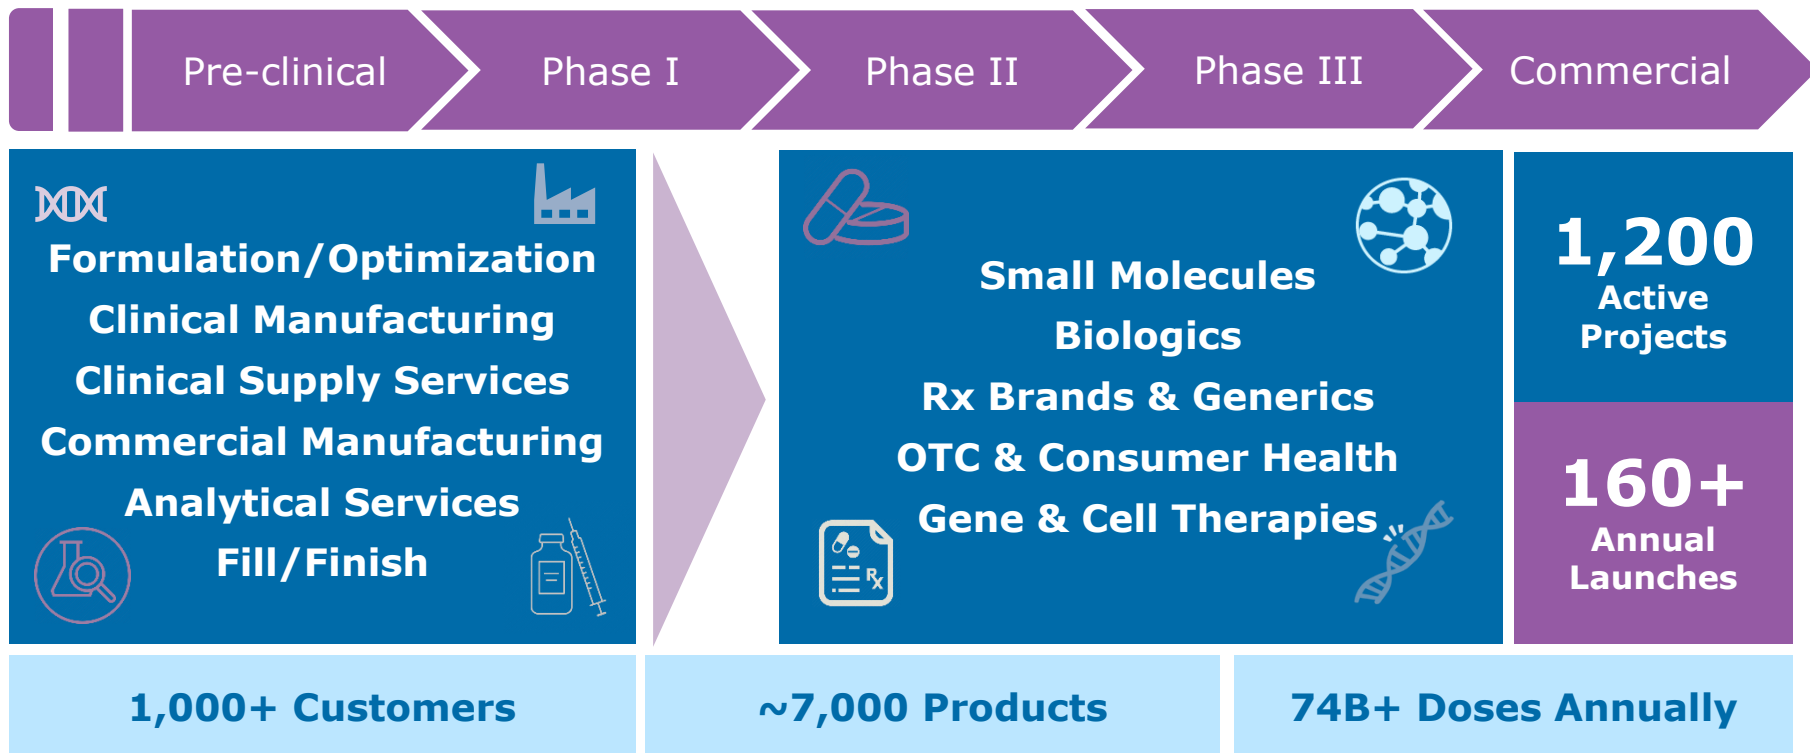 Pre-clinical
Phase I
Phase II
Phase III
Commercial
Formulation/Optimization
Clinical Manufacturing
Clinical Supply Services
Commercial Manufacturing
Analytical Services
Fill/Finish
Small Molecules
Biologics
Rx Brands & Generics
OTC & Consumer Health
Gene & Cell Therapies
Rx
1,200
Active
Projects
160+
Annual
Launches
1,000+ Customers
~7,000 Products
74B+ Doses Annually